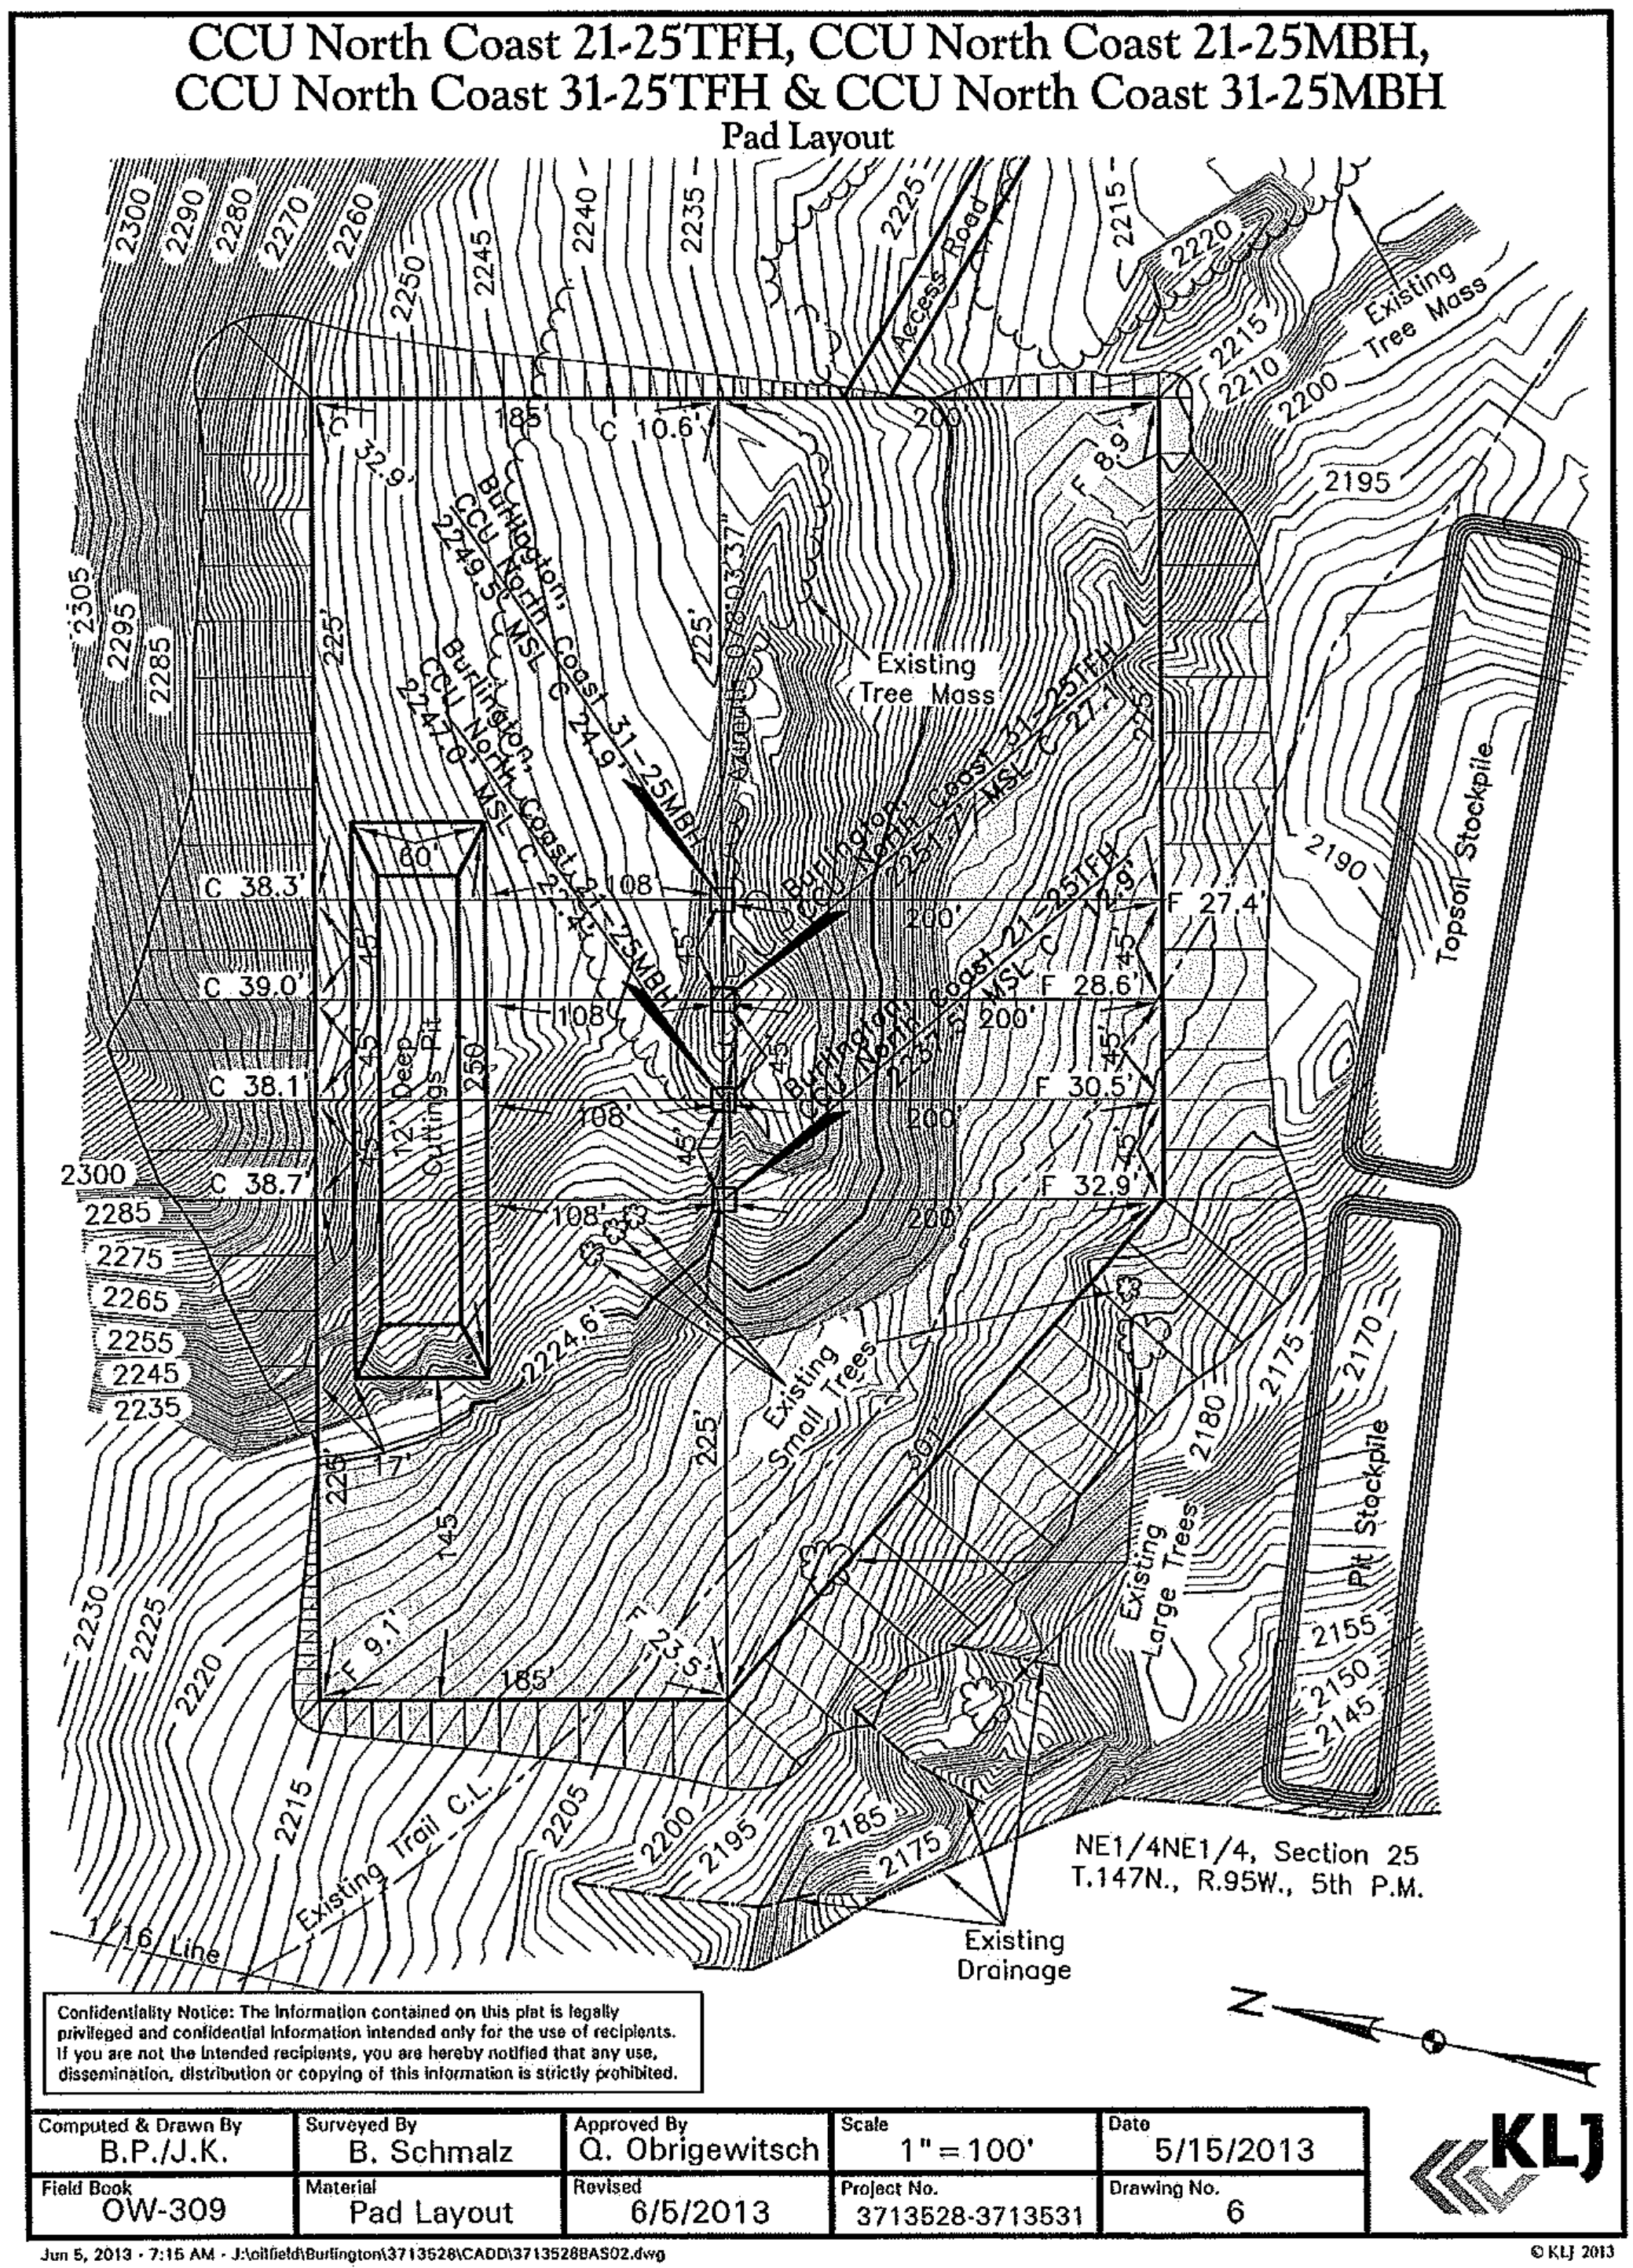 CCU North Coast 21-25TFH, CCU North Coast 21-25MBH,
CCU North Coast 31-25TFH & CCU North Coast 31-25MBH
Pad Layout
2300
2290
2280
2270
2260
2250
2245
2240
2235
2225
Access Road
2215
2220
Existing
Tree Mass
2215
2210
2200
2195
185'
C 10.6'
200'
C 32.9'
F 8.9'
2305
2295
2285
225'
225'
225'
Burlington,
CCU North Coast 31-25MBH
2249.5' MSL C 24.9'
Burlington,
CCU North Coast 21-25MBH
2247.0' MSL C 22.4'
Existing
Tree Mass
Burlington,
CCU North Coast 31-25TFH
2251.7' MSL C 27.1'
Burlington,
CCU North Coast 21-25TFH
2237.5' MSL C 12.9'
Topsoil Stockpile
2190
60'
C 38.3'
108'
200'
F 27.4'
45'
45'
45'
C 39.0'
108'
200'
F 28.6'
45'
45'
45'
12' Deep
Cuttings Pit
250'
C 38.1'
108'
200'
F 30.5'
45'
45'
45'
C 38.7'
108'
200'
F 32.9'
2300
2285
2275
2265
2255
2245
2235
2224.6'
Existing
Small Trees
2170
2175
2180
301'
225'
225'
17'
145'
Existing
Large Trees
Pit Stockpile
2155
2150
2145
2230
2225
2220
F 9.1'
F 23.5'
185'
2215
2205
2200
2195
2185
2175
Existing Trail C.L.
1/16 Line
NE1/4NE1/4, Section 25
T.147N., R.95W., 5th P.M.
Existing
Drainage
N
Confidentiality Notice: The information contained on this plat is legally
privileged and confidential information intended only for the use of recipients.
If you are not the intended recipients, you are hereby notified that any use,
dissemination, distribution or copying of this information is strictly prohibited.
Computed & Drawn By
B.P./J.K.
Surveyed By
B. Schmalz
Approved By
Q. Obrigewitsch
Scale
1"=100'
Date
5/15/2013
Field Book
OW-309
Material
Pad Layout
Revised
6/5/2013
Project No.
3713528-3713531
Drawing No.
6
KLJ
Jun 5, 2013 - 7:15 AM - J:\oilfield\Burlington\3713528\CADD\3713528BAS02.dwg
© KLJ 2013